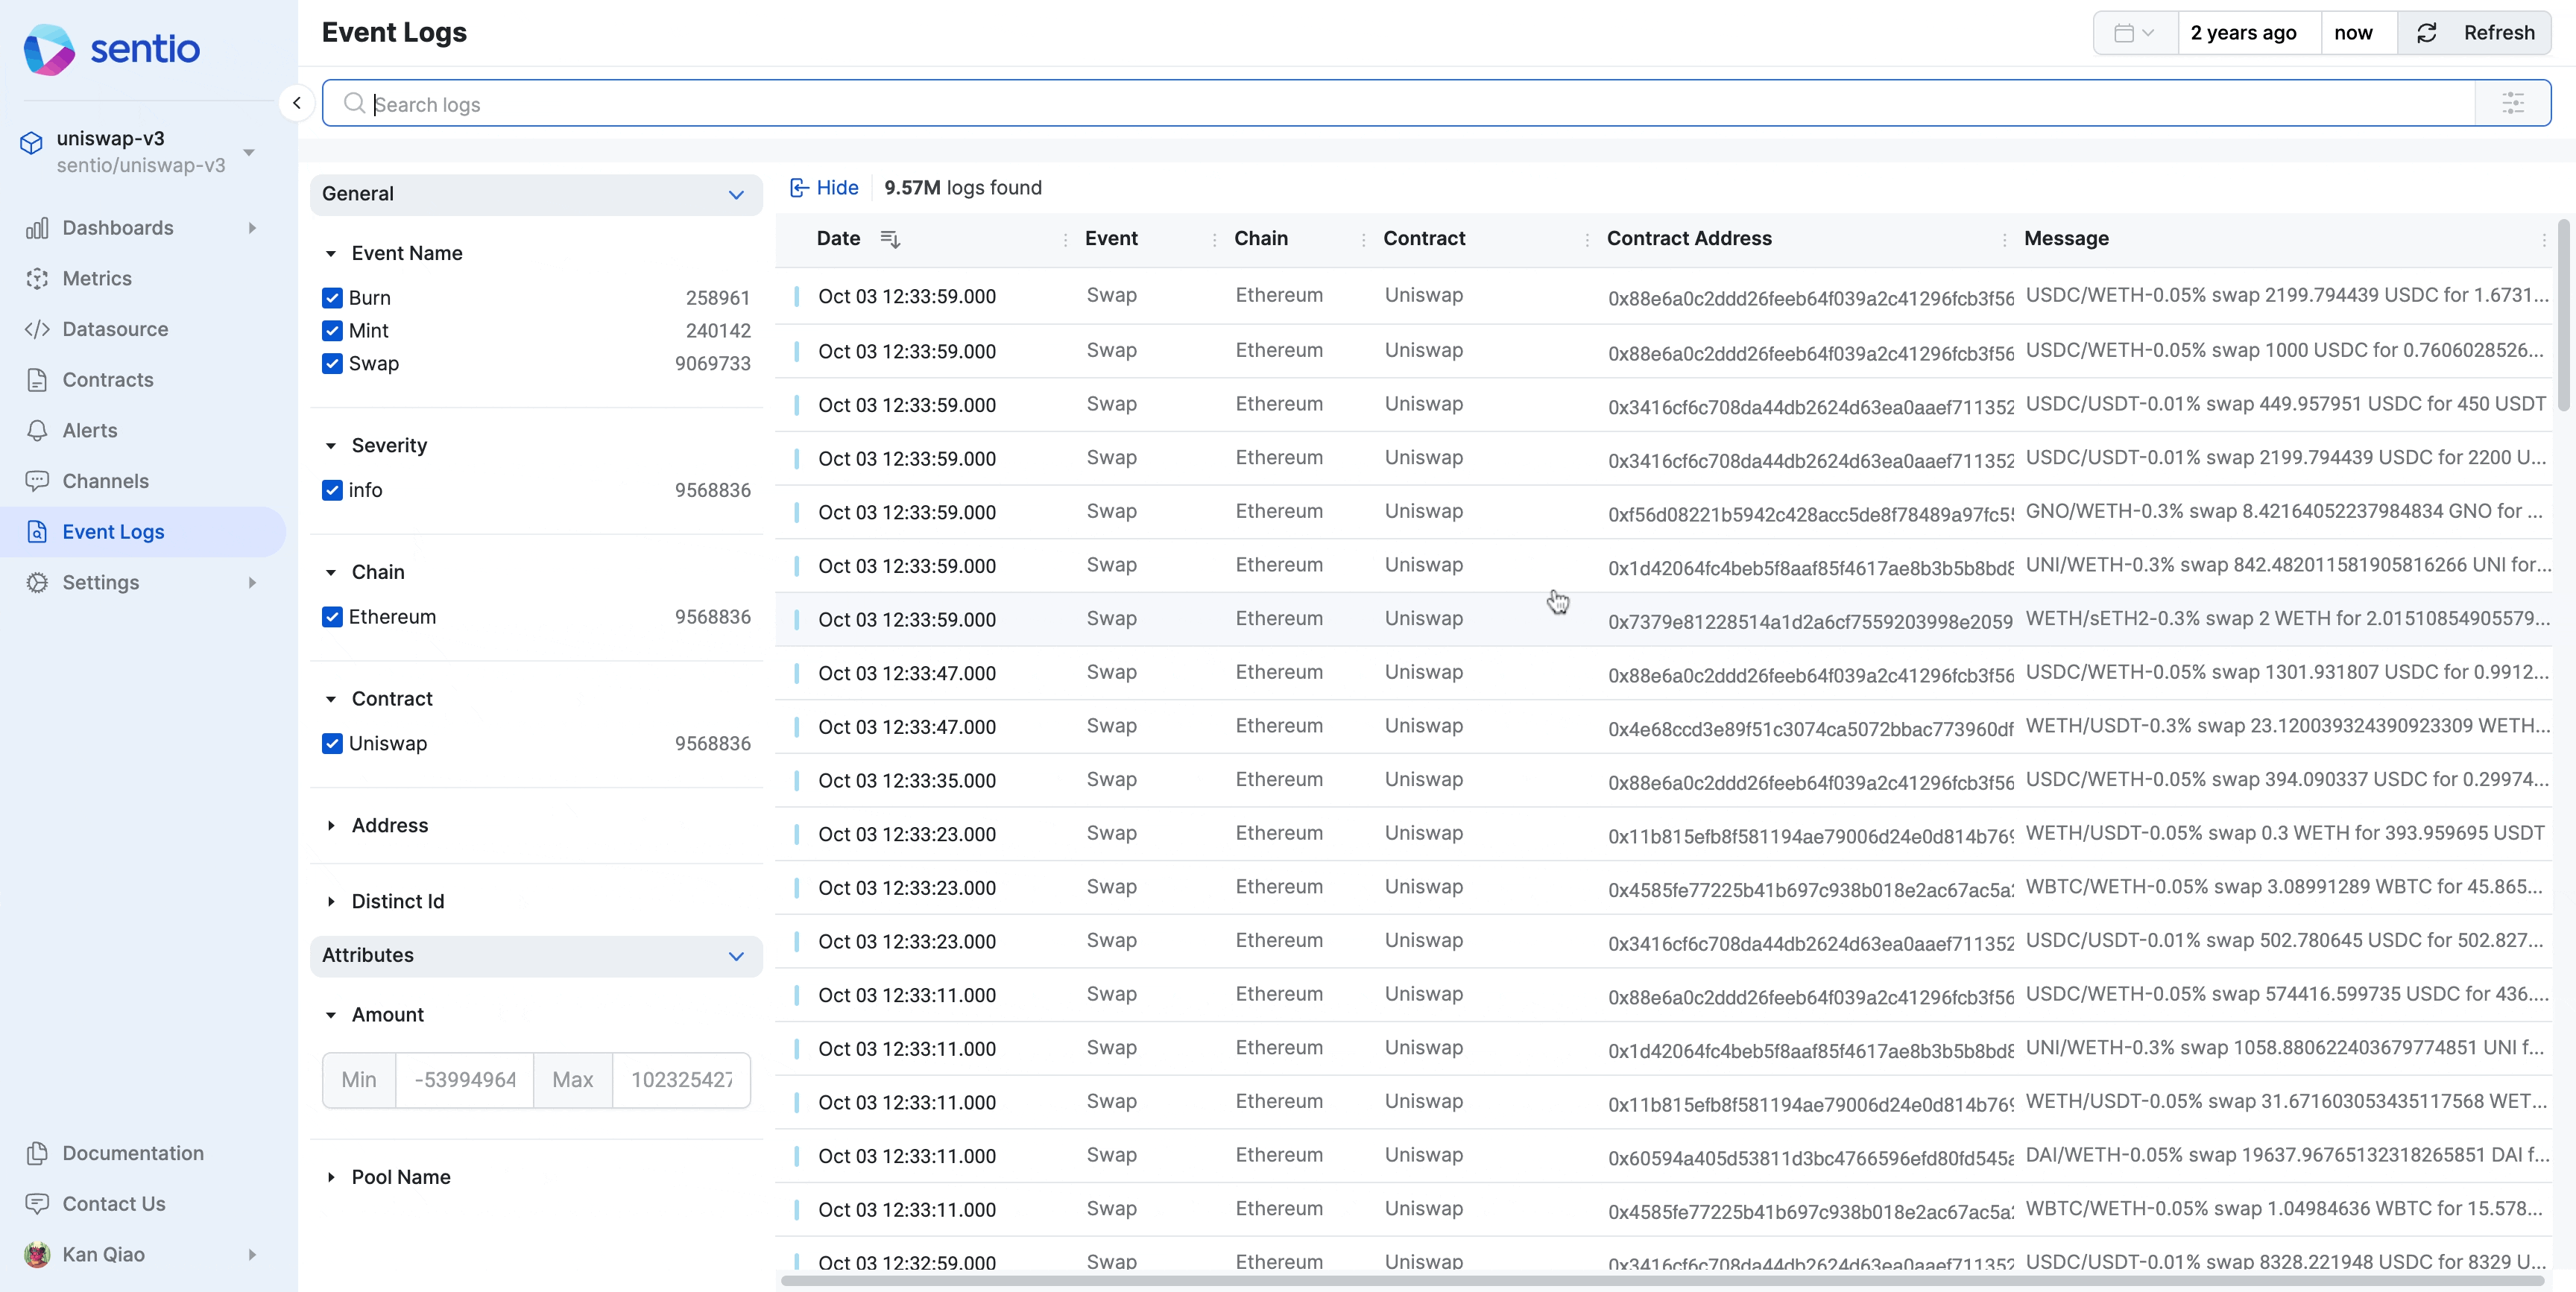 sentio
uniswap-v3
sentio/uniswap-v3
Dashboards
Metrics
Datasource
Contracts
Alerts
Channels
Event Logs
Settings
Documentation
Contact Us
Kan Qiao
Event Logs
2 years ago now Refresh
Search logs
General
Event Name
Burn 258961
Mint 240142
Swap 9069733
Severity
info 9568836
Chain
Ethereum 9568836
Contract
Uniswap 9568836
Address
Distinct Id
Attributes
Amount
Min -53994964 Max 102325427
Pool Name
Hide 9.57M logs found
Date Event Chain Contract Contract Address Message
Oct 03 12:33:59.000 Swap Ethereum Uniswap 0x88e6a0c2ddd26feeb64f039a2c41296fcb3f56 USDC/WETH-0.05% swap 2199.794439 USDC for 1.6731...
Oct 03 12:33:59.000 Swap Ethereum Uniswap 0x88e6a0c2ddd26feeb64f039a2c41296fcb3f56 USDC/WETH-0.05% swap 1000 USDC for 0.7606028526...
Oct 03 12:33:59.000 Swap Ethereum Uniswap 0x3416cf6c708da44db2624d63ea0aaef711352 USDC/USDT-0.01% swap 449.957951 USDC for 450 USDT
Oct 03 12:33:59.000 Swap Ethereum Uniswap 0x3416cf6c708da44db2624d63ea0aaef711352 USDC/USDT-0.01% swap 2199.794439 USDC for 2200 U...
Oct 03 12:33:59.000 Swap Ethereum Uniswap 0xf56d08221b5942c428acc5de8f78489a97fc5 GNO/WETH-0.3% swap 8.42164052237984834 GNO for ...
Oct 03 12:33:59.000 Swap Ethereum Uniswap 0x1d42064fc4beb5f8aaf85f4617ae8b3b5b8bd8 UNI/WETH-0.3% swap 842.482011581905816266 UNI for...
Oct 03 12:33:59.000 Swap Ethereum Uniswap 0x7379e81228514a1d2a6cf7559203998e2059 WETH/sETH2-0.3% swap 2 WETH for 2.01510854905579...
Oct 03 12:33:47.000 Swap Ethereum Uniswap 0x88e6a0c2ddd26feeb64f039a2c41296fcb3f56 USDC/WETH-0.05% swap 1301.931807 USDC for 0.9912...
Oct 03 12:33:47.000 Swap Ethereum Uniswap 0x4e68ccd3e89f51c3074ca5072bbac773960df WETH/USDT-0.3% swap 23.120039324390923309 WETH...
Oct 03 12:33:35.000 Swap Ethereum Uniswap 0x88e6a0c2ddd26feeb64f039a2c41296fcb3f56 USDC/WETH-0.05% swap 394.090337 USDC for 0.29974...
Oct 03 12:33:23.000 Swap Ethereum Uniswap 0x11b815efb8f581194ae79006d24e0d814b769 WETH/USDT-0.05% swap 0.3 WETH for 393.959695 USDT
Oct 03 12:33:23.000 Swap Ethereum Uniswap 0x4585fe77225b41b697c938b018e2ac67ac5a WBTC/WETH-0.05% swap 3.08991289 WBTC for 45.865...
Oct 03 12:33:23.000 Swap Ethereum Uniswap 0x3416cf6c708da44db2624d63ea0aaef711352 USDC/USDT-0.01% swap 502.780645 USDC for 502.827...
Oct 03 12:33:11.000 Swap Ethereum Uniswap 0x88e6a0c2ddd26feeb64f039a2c41296fcb3f56 USDC/WETH-0.05% swap 574416.599735 USDC for 436....
Oct 03 12:33:11.000 Swap Ethereum Uniswap 0x1d42064fc4beb5f8aaf85f4617ae8b3b5b8bd8 UNI/WETH-0.3% swap 1058.880622403679774851 UNI f...
Oct 03 12:33:11.000 Swap Ethereum Uniswap 0x11b815efb8f581194ae79006d24e0d814b769 WETH/USDT-0.05% swap 31.671603053435117568 WET...
Oct 03 12:33:11.000 Swap Ethereum Uniswap 0x60594a405d53811d3bc4766596efd80fd545a DAI/WETH-0.05% swap 19637.96765132318265851 DAI f...
Oct 03 12:33:11.000 Swap Ethereum Uniswap 0x4585fe77225b41b697c938b018e2ac67ac5a WBTC/WETH-0.05% swap 1.04984636 WBTC for 15.578...
Oct 03 12:32:59.000 Swap Ethereum Uniswap 0x3416cf6c708da44db2624d63ea0aaef711352 USDC/USDT-0.01% swap 8328.221948 USDC for 8329 U...